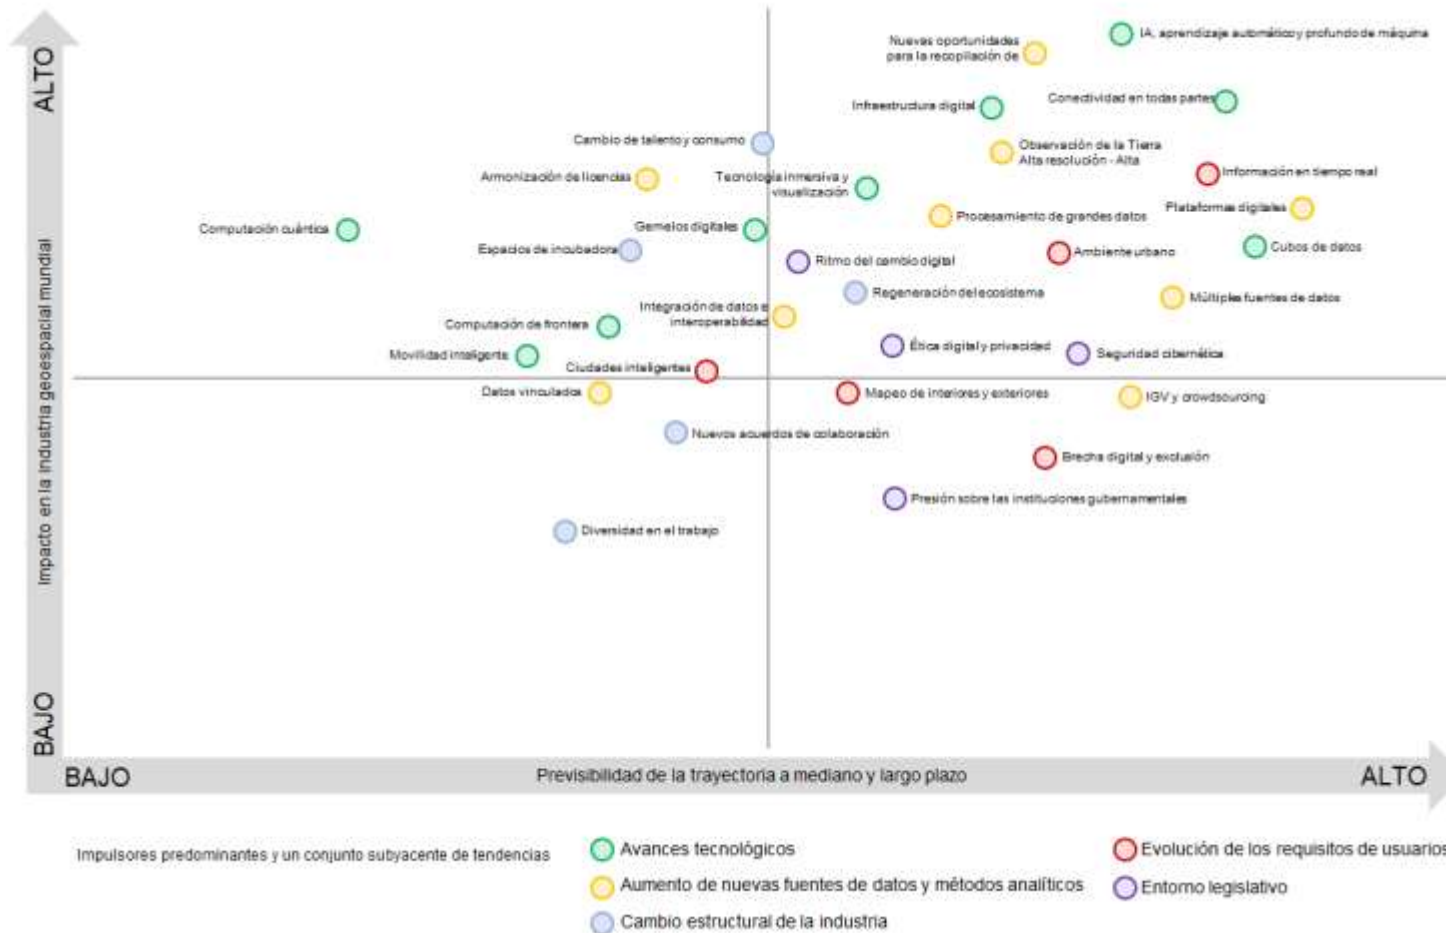 ALTO
Impacto en la industria geoespacial mundial
BAJO
Nuevas oportunidades
para la recopilación de
IA, aprendizaje automático y profundo de máquina
Infraestructura digital
Conectividad en todas partes
Cambio de talento y consumo
Observación de la Tierra
Alta resolución - Alta
Armonización de licencias
Tecnología inmersiva y
visualización
Información en tiempo real
Plataformas digitales
Procesamiento de grandes datos
Computación cuántica
Gemelos digitales
Espacios de incubadora
Cubos de datos
Ambiente urbano
Ritmo del cambio digital
Regeneración del ecosistema
Múltiples fuentes de datos
Integración de datos e
interoperabilidad
Computación de frontera
Ética digital y privacidad
Movillidad inteligente
Seguridad cibernética
Ciudades inteligentes
Datos vinculados
Mapeo de interiores y exteriores
IGV y crowdsourcing
Nuevos acuerdos de colaboración
Brecha digital y exclusión
Presión sobre las instituciones gubernamentales
Diversidad en el trabajo
BAJO
Previsibilidad de la trayectoria a mediano y largo plazo
ALTO
Impulsores predominantes y un conjunto subyacente de tendencias
Avances tecnológicos
Aumento de nuevas fuentes de datos y métodos analíticos
Cambio estructural de la industria
Evolución de los requisitos de usuarios
Entorno legislativo